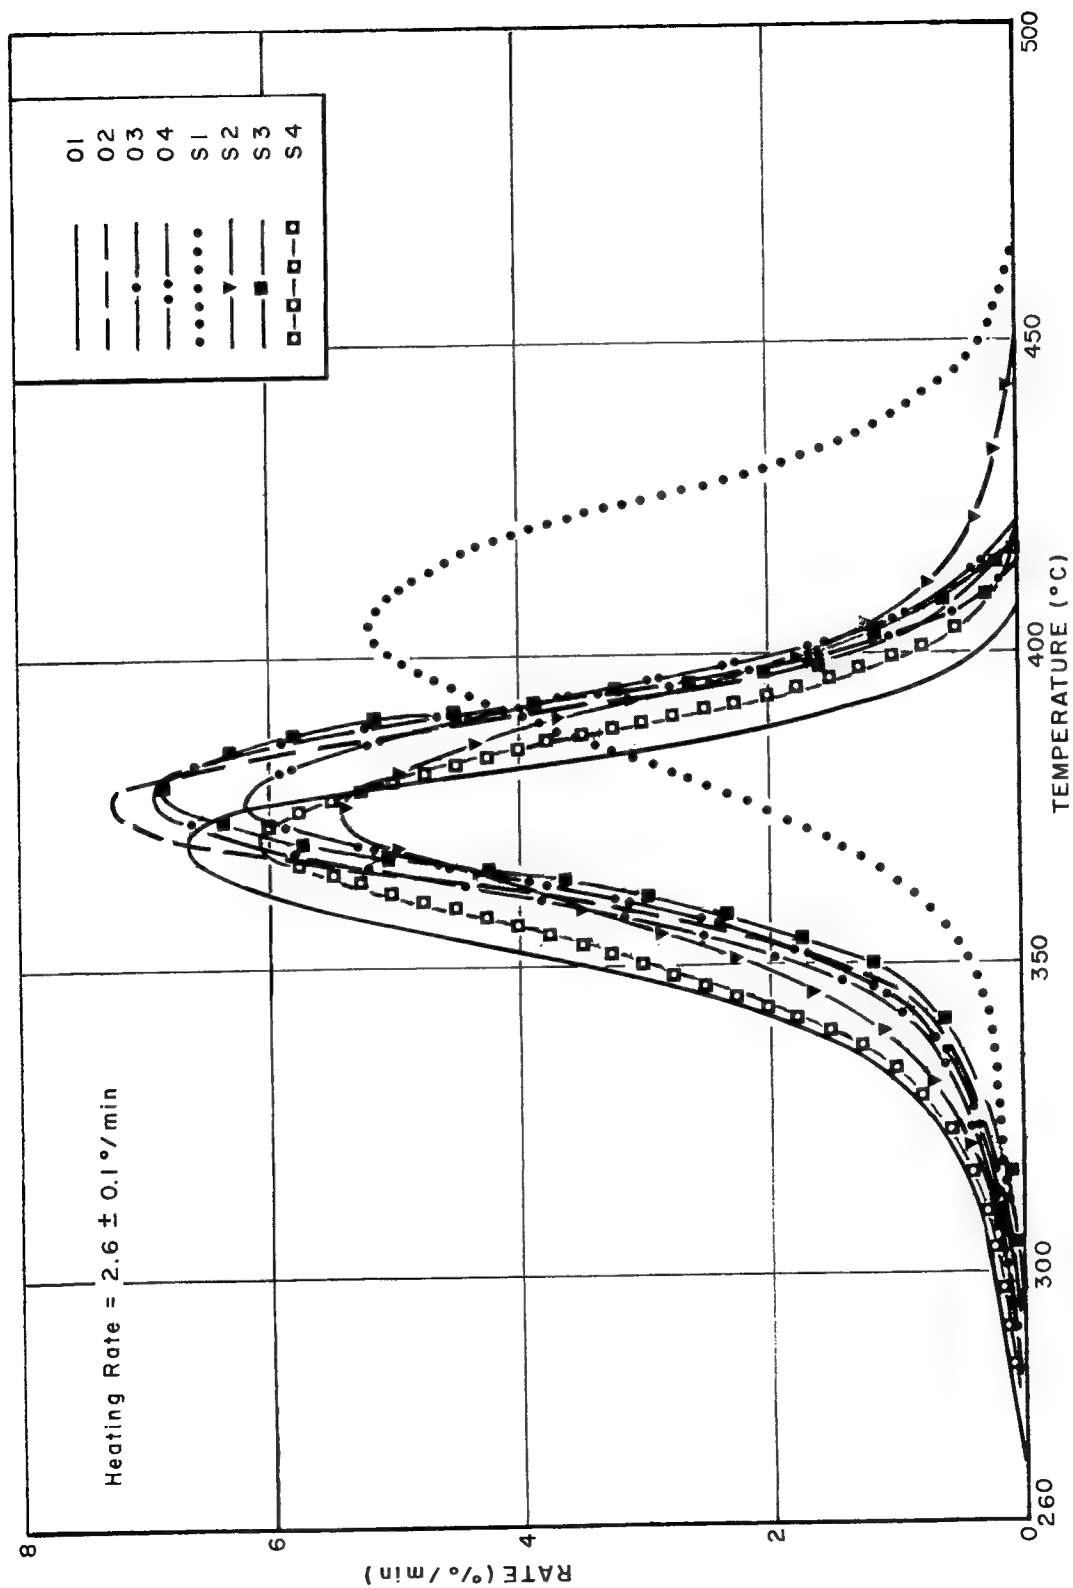 Heating Rate = 2.6 ± 0.1°/min
O1
O2
O3
O4
S1
S2
S3
S4
RATE (%/min)
8
6
4
2
0
260
300
350
400
450
500
TEMPERATURE (°C)